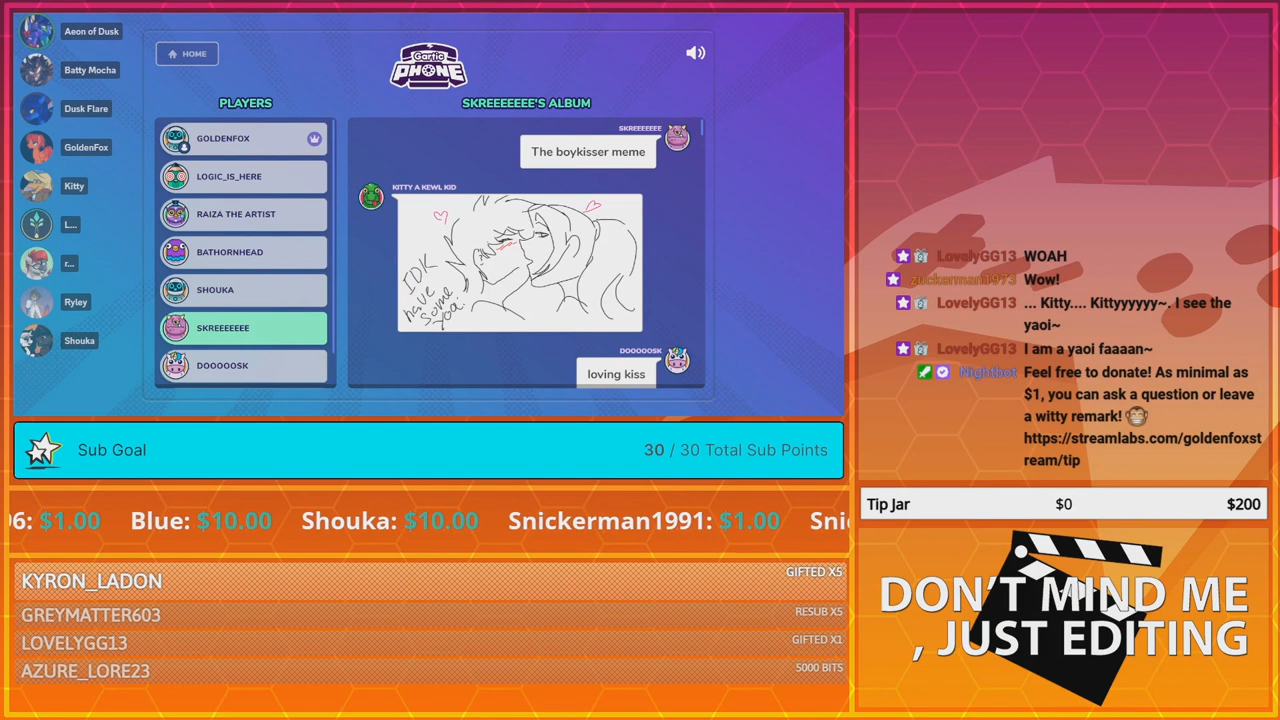 Aeon of Dusk
Batty Mocha
Dusk Flare
GoldenFox
Kitty
L...
r...
Ryley
Shouka
HOME
Gartic
PHONE
PLAYERS
GOLDENFOX
LOGIC_IS_HERE
RAIZA THE ARTIST
BATHORNHEAD
SHOUKA
SKREEEEEEE
DOOOOOSK
SKREEEEEEE'S ALBUM
SKREEEEEEE
The boykisser meme
KITTY A KEWL KID
IDK
have
some
yaoi
DOOOOOSK
loving kiss
Sub Goal
30 / 30 Total Sub Points
96: $1.00 Blue: $10.00 Shouka: $10.00 Snickerman1991: $1.00 Snic
KYRON_LADON GIFTED X5
GREYMATTER603 RESUB X5
LOVELYGG13 GIFTED X1
AZURE_LORE23 5000 BITS
LovelyGG13 WOAH
zuckerman1973 Wow!
LovelyGG13 ... Kitty.... Kittyyyyyy~. I see the
yaoi~
LovelyGG13 I am a yaoi faaaan~
Nightbot Feel free to donate! As minimal as
$1, you can ask a question or leave
a witty remark!
https://streamlabs.com/goldenfoxst
ream/tip
Tip Jar $0 $200
DON'T MIND ME
, JUST EDITING